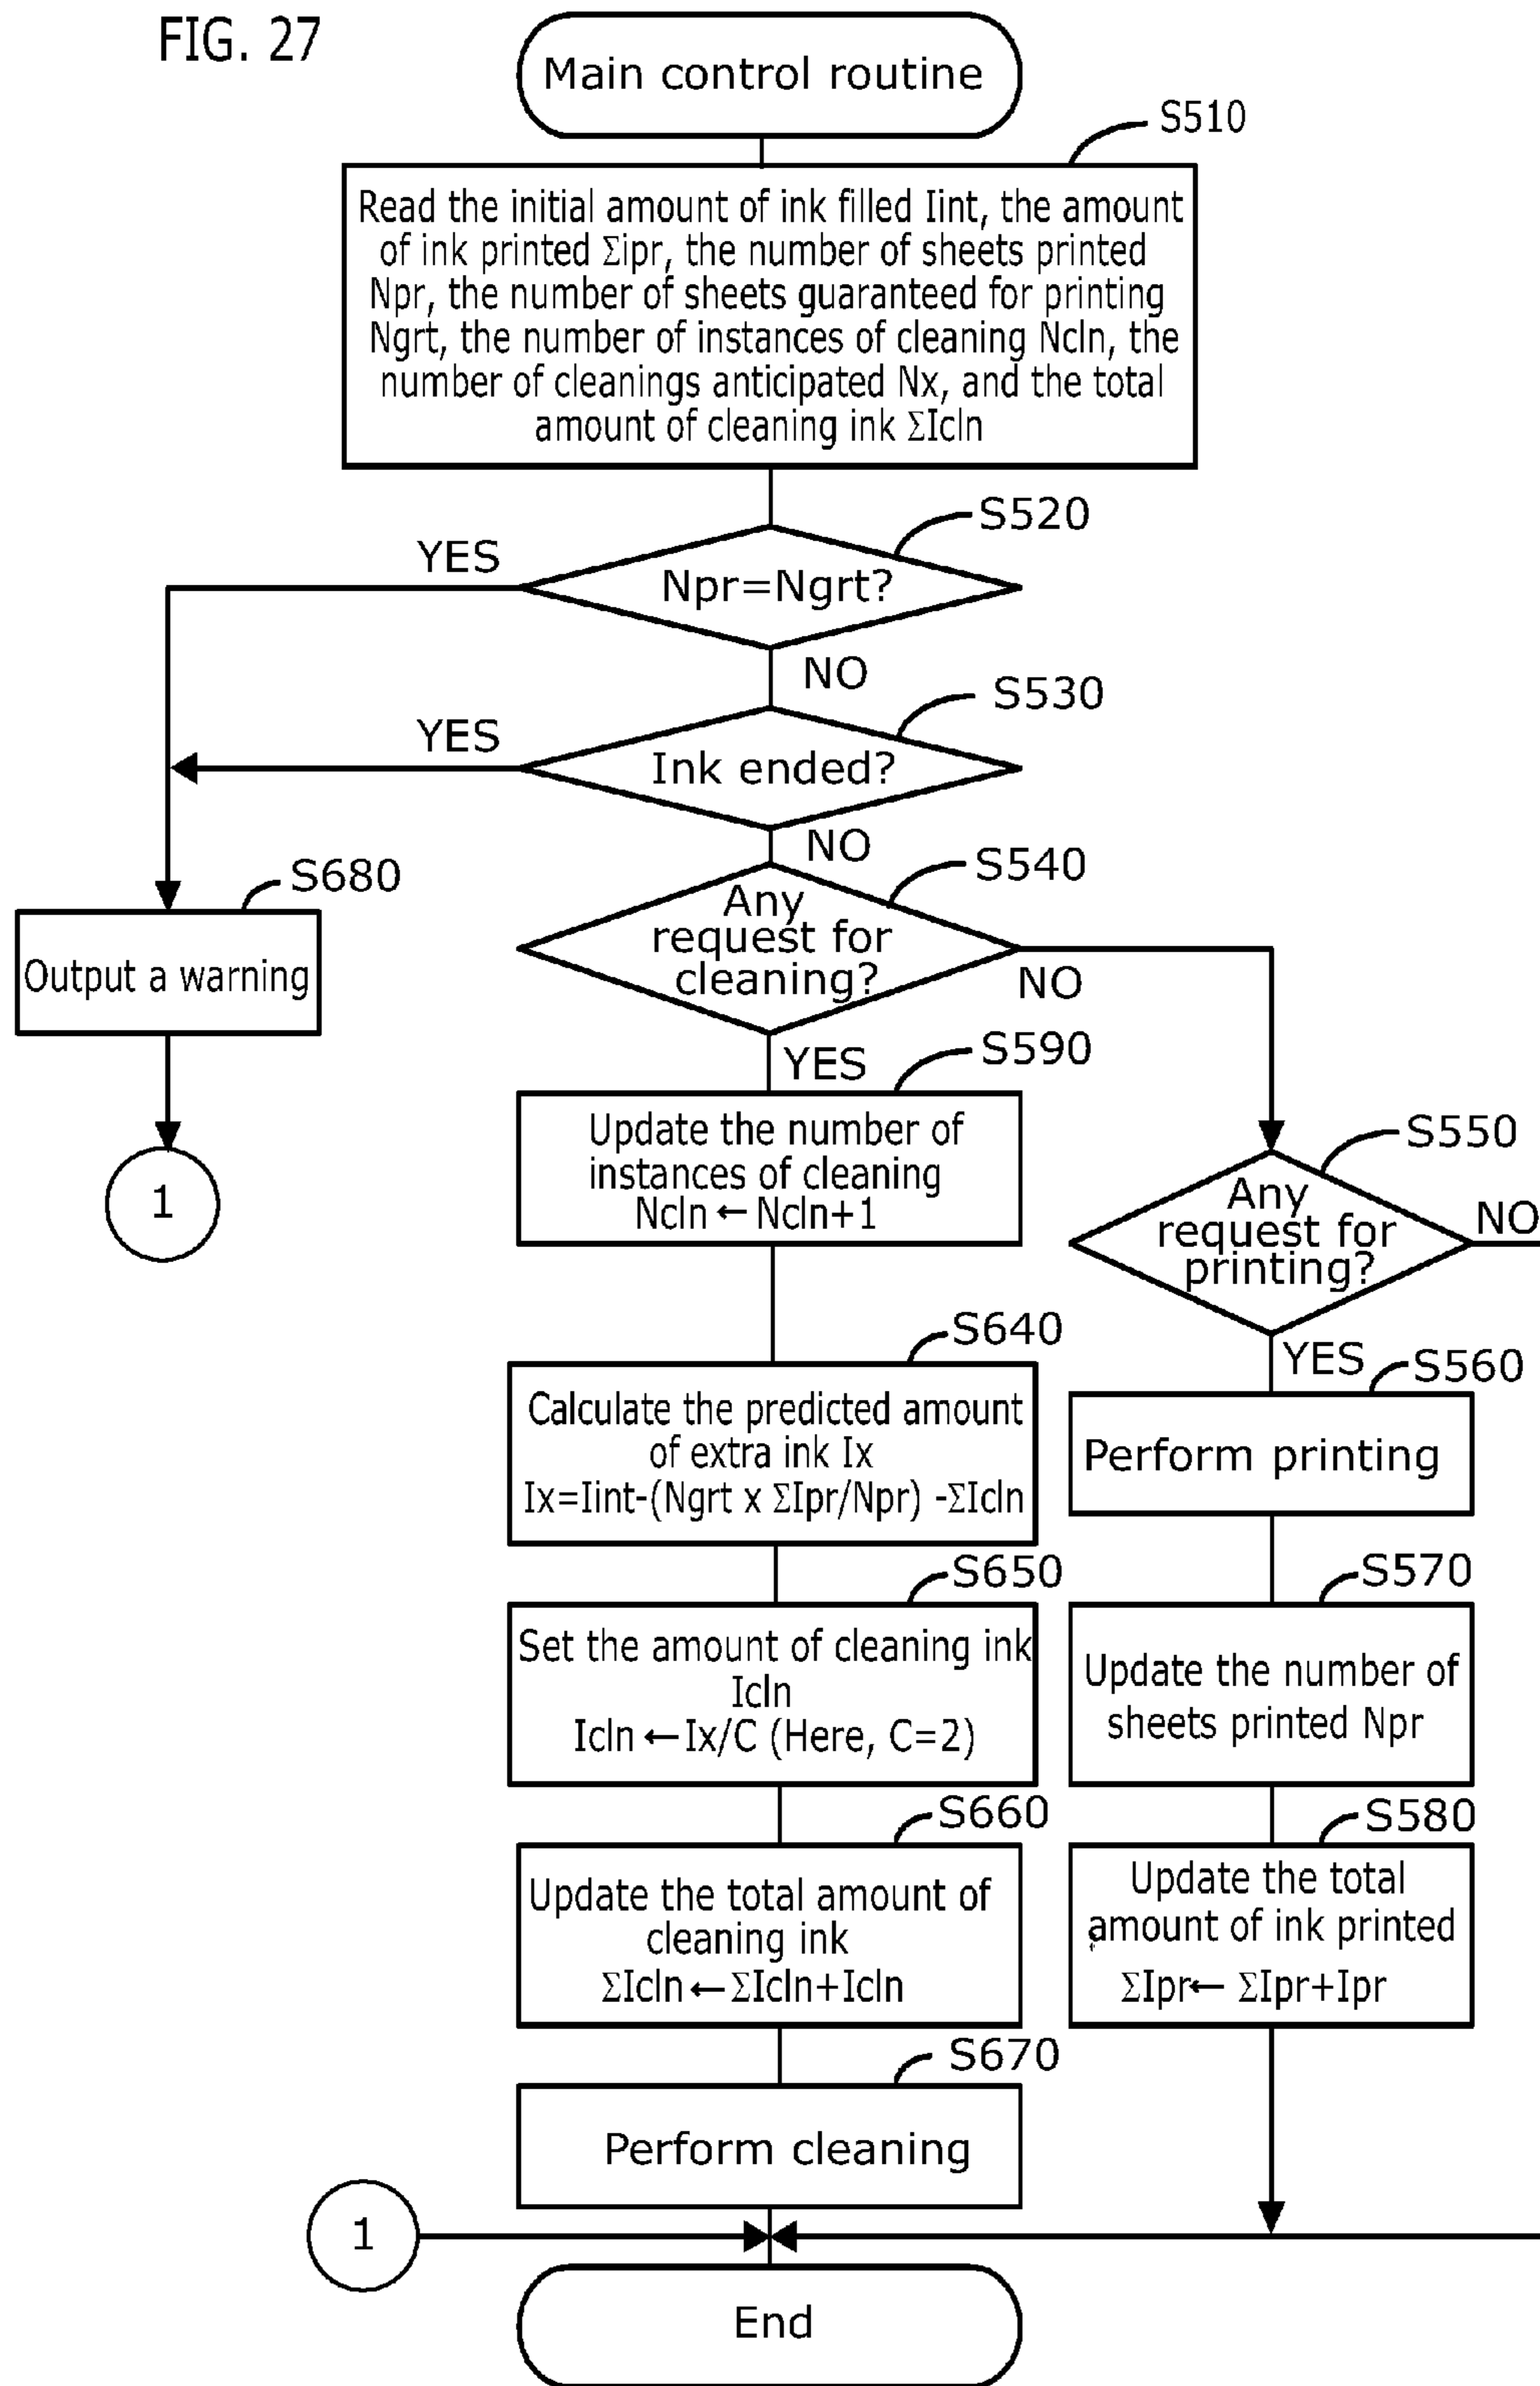 FIG. 27
Main control routine
S510
Read the initial amount of ink filled Iint, the amount
of ink printed Σipr, the number of sheets printed
Npr, the number of sheets guaranteed for printing
Ngrt, the number of instances of cleaning Ncln, the
number of cleanings anticipated Nx, and the total
amount of cleaning ink ΣIcln
S520
YES
Npr=Ngrt?
NO
S530
YES
Ink ended?
NO
S540
Any
request for
cleaning?
NO
S680
Output a warning
1
YES
S590
Update the number of
instances of cleaning
Ncln ← Ncln+1
S550
Any
request for
printing?
NO
YES
S640
Calculate the predicted amount
of extra ink Ix
Ix=Iint-(Ngrt x ΣIpr/Npr) -ΣIcln
S560
Perform printing
S650
Set the amount of cleaning ink
Icln
Icln ← Ix/C (Here, C=2)
S570
Update the number of
sheets printed Npr
S660
Update the total amount of
cleaning ink
ΣIcln ← ΣIcln+Icln
S580
Update the total
amount of ink printed
ΣIpr← ΣIpr+Ipr
S670
Perform cleaning
1
End